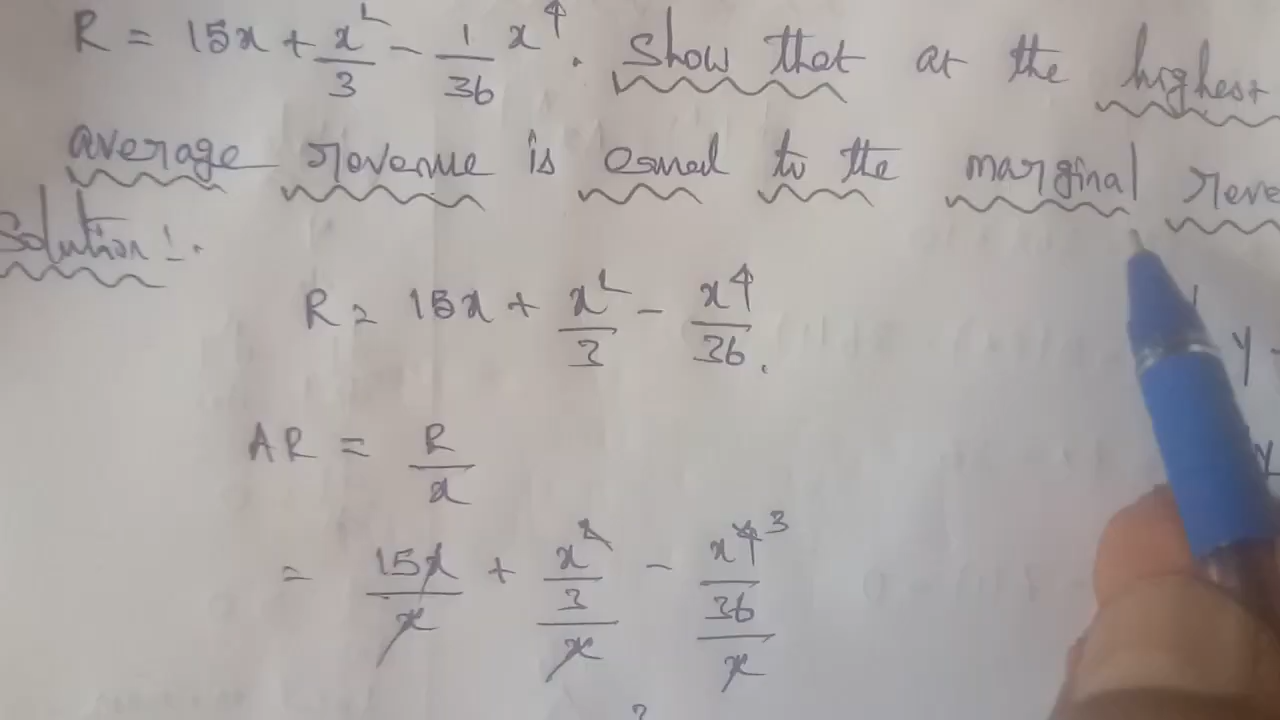 R = 15x + x²/3 - 1/36 x⁴. Show that at the highest
average revenue is equal to the marginal reve
Solution:.
R = 15x + x²/3 - x⁴/36.
AR = R/x
= 15x/x + x²/3/x - x⁴³/36/x
y
y